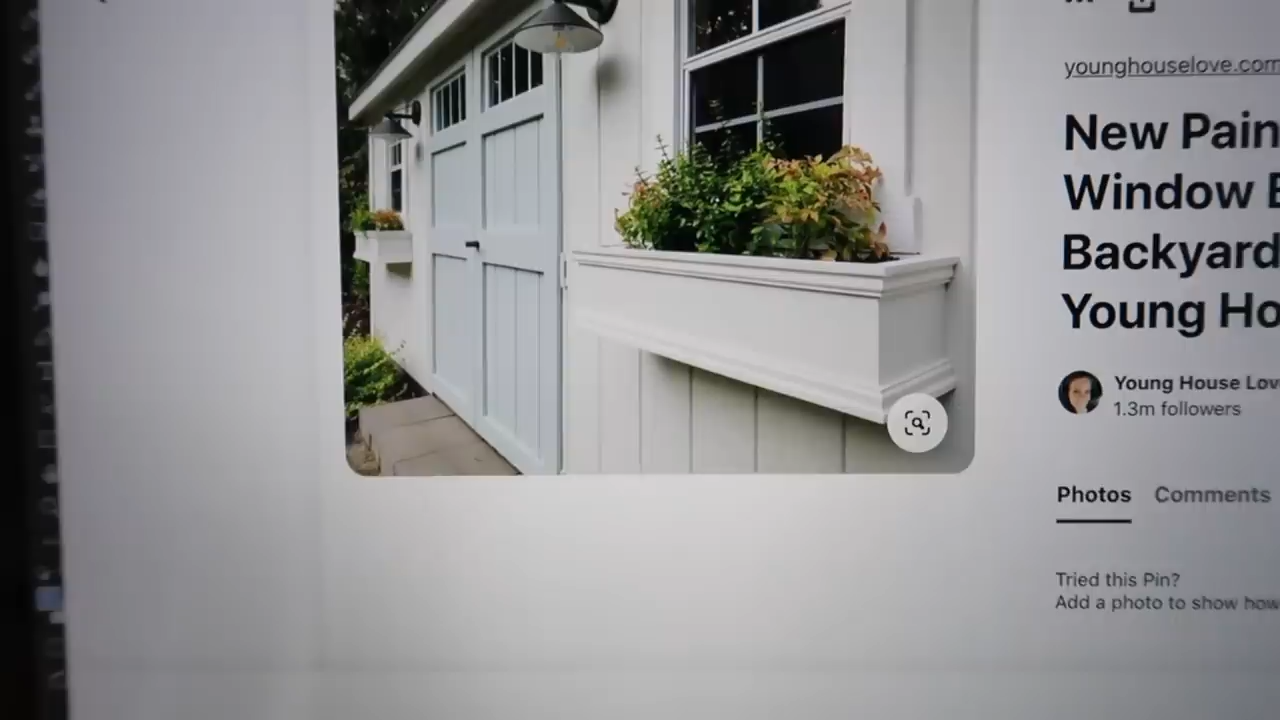 younghouselove.com
New Pain
Window B
Backyard
Young Ho
Young House Lov
1.3m followers
Photos Comments
Tried this Pin?
Add a photo to show how